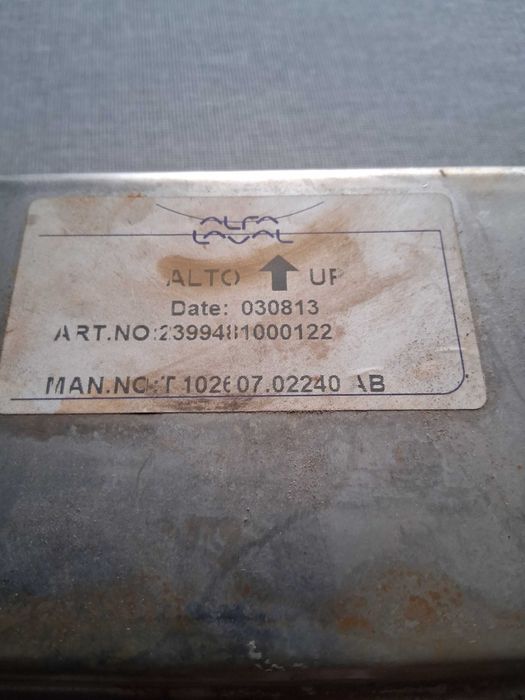 ALFA
LAVAL
ALTO UP
Date: 030813
ART.NO:2399481000122
MAN.NO:T 102607.02240 AB